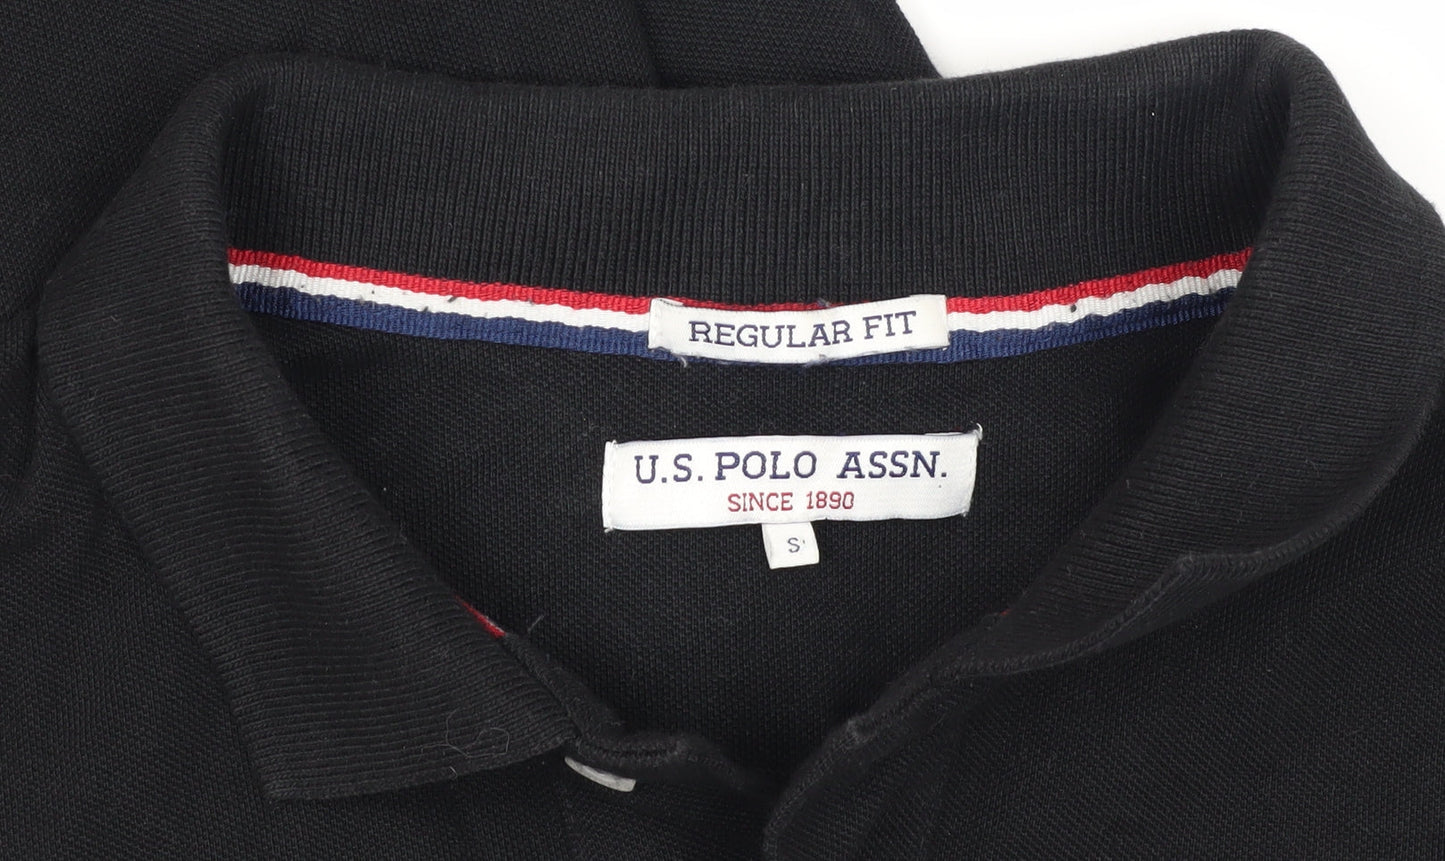 REGULAR FIT
U.S. POLO ASSN.
SINCE 1890
S